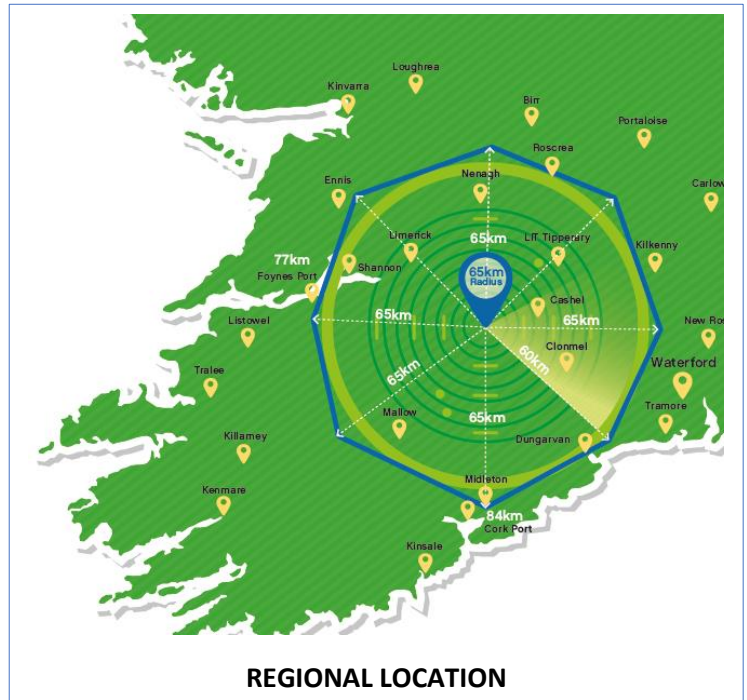 Loughrea
Kinvarra
Birr
Portaloise
Roscrea
Nenagh
Ennis
Carlow
Limerick
65km
LIT Tipperary
Kilkenny
77km
Shannon
Foynes Port
65km
Radius
Cashel
65km
65km
Listowel
New Ros
Clonmel
60km
Waterford
65km
Tralee
Mallow
65km
Tramore
Dungarvan
Killarney
Midleton
Kenmare
84km
Cork Port
Kinsale
REGIONAL LOCATION